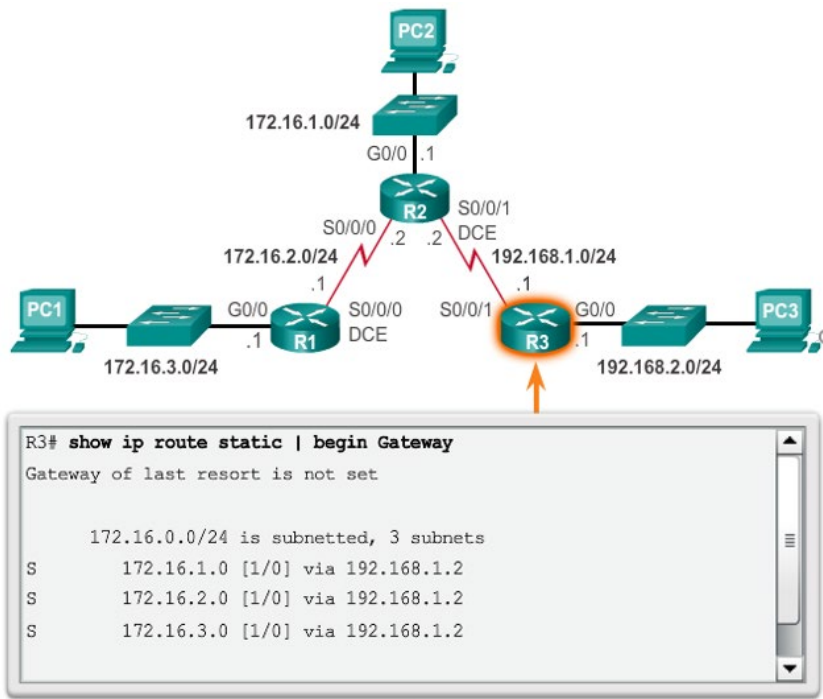 PC2
172.16.1.0/24
G0/0 .1
R2
S0/0/0 .2
.2 S0/0/1
DCE
172.16.2.0/24
192.168.1.0/24
.1
.1
PC1
G0/0
.1
R1
S0/0/0
DCE
S0/0/1
R3
G0/0
.1
PC3
172.16.3.0/24
192.168.2.0/24
R3# show ip route static | begin Gateway
Gateway of last resort is not set
172.16.0.0/24 is subnetted, 3 subnets
S 172.16.1.0 [1/0] via 192.168.1.2
S 172.16.2.0 [1/0] via 192.168.1.2
S 172.16.3.0 [1/0] via 192.168.1.2